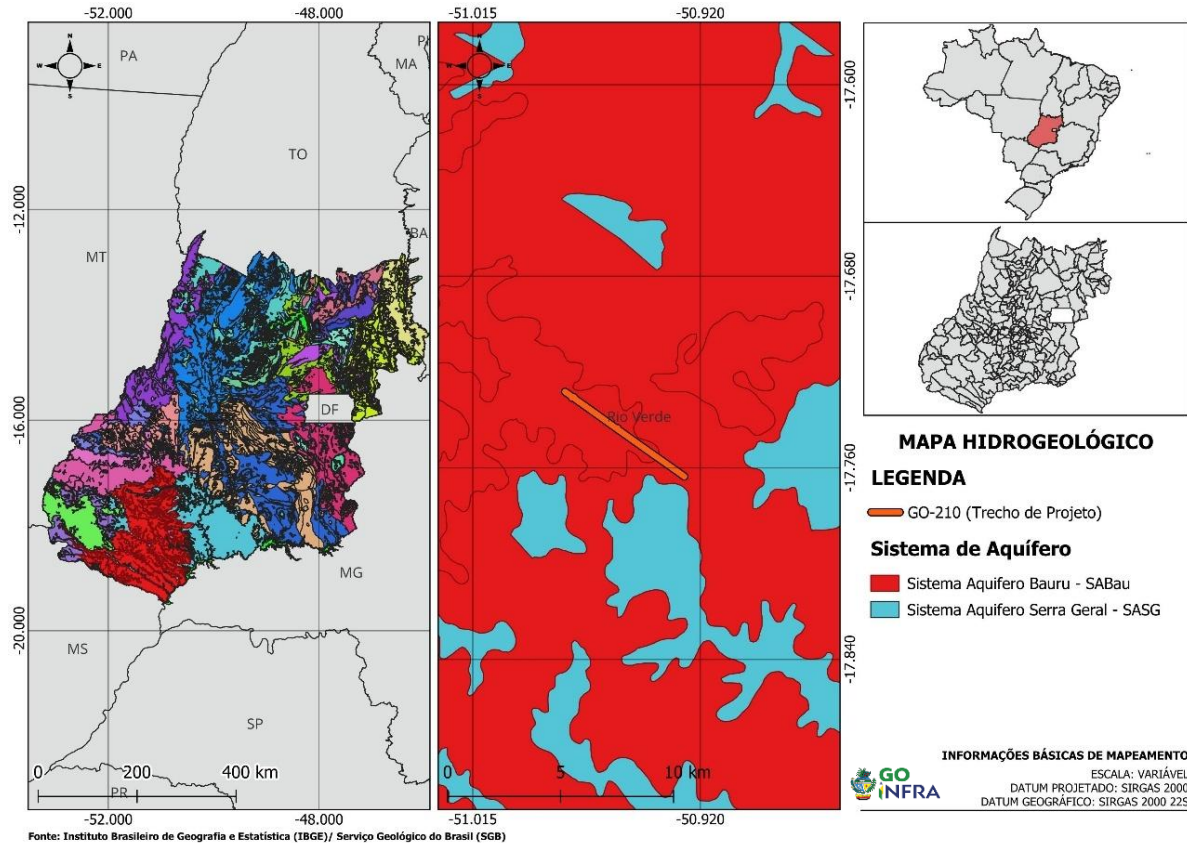 -52.000
-48.000
N
W
E
S
PA
MA
TO
BA
MT
DF
MG
MS
SP
PR
-12.000
-16.000
-20.000
0
200
400 km
-52.000
-48.000
-51.015
-50.920
N
W
E
S
-17.600
-17.680
-17.760
-17.840
Rio Verde
0
5
10 km
-51.015
-50.920
MAPA HIDROGEOLÓGICO
LEGENDA
GO-210 (Trecho de Projeto)
Sistema de Aquífero
Sistema Aquifero Bauru - SABau
Sistema Aquifero Serra Geral - SASG
GO
INFRA
INFORMAÇÕES BÁSICAS DE MAPEAMENTO
ESCALA: VARIÁVEL
DATUM PROJETADO: SIRGAS 2000
DATUM GEOGRÁFICO: SIRGAS 2000 22S
Fonte: Instituto Brasileiro de Geografia e Estatística (IBGE)/ Serviço Geológico do Brasil (SGB)